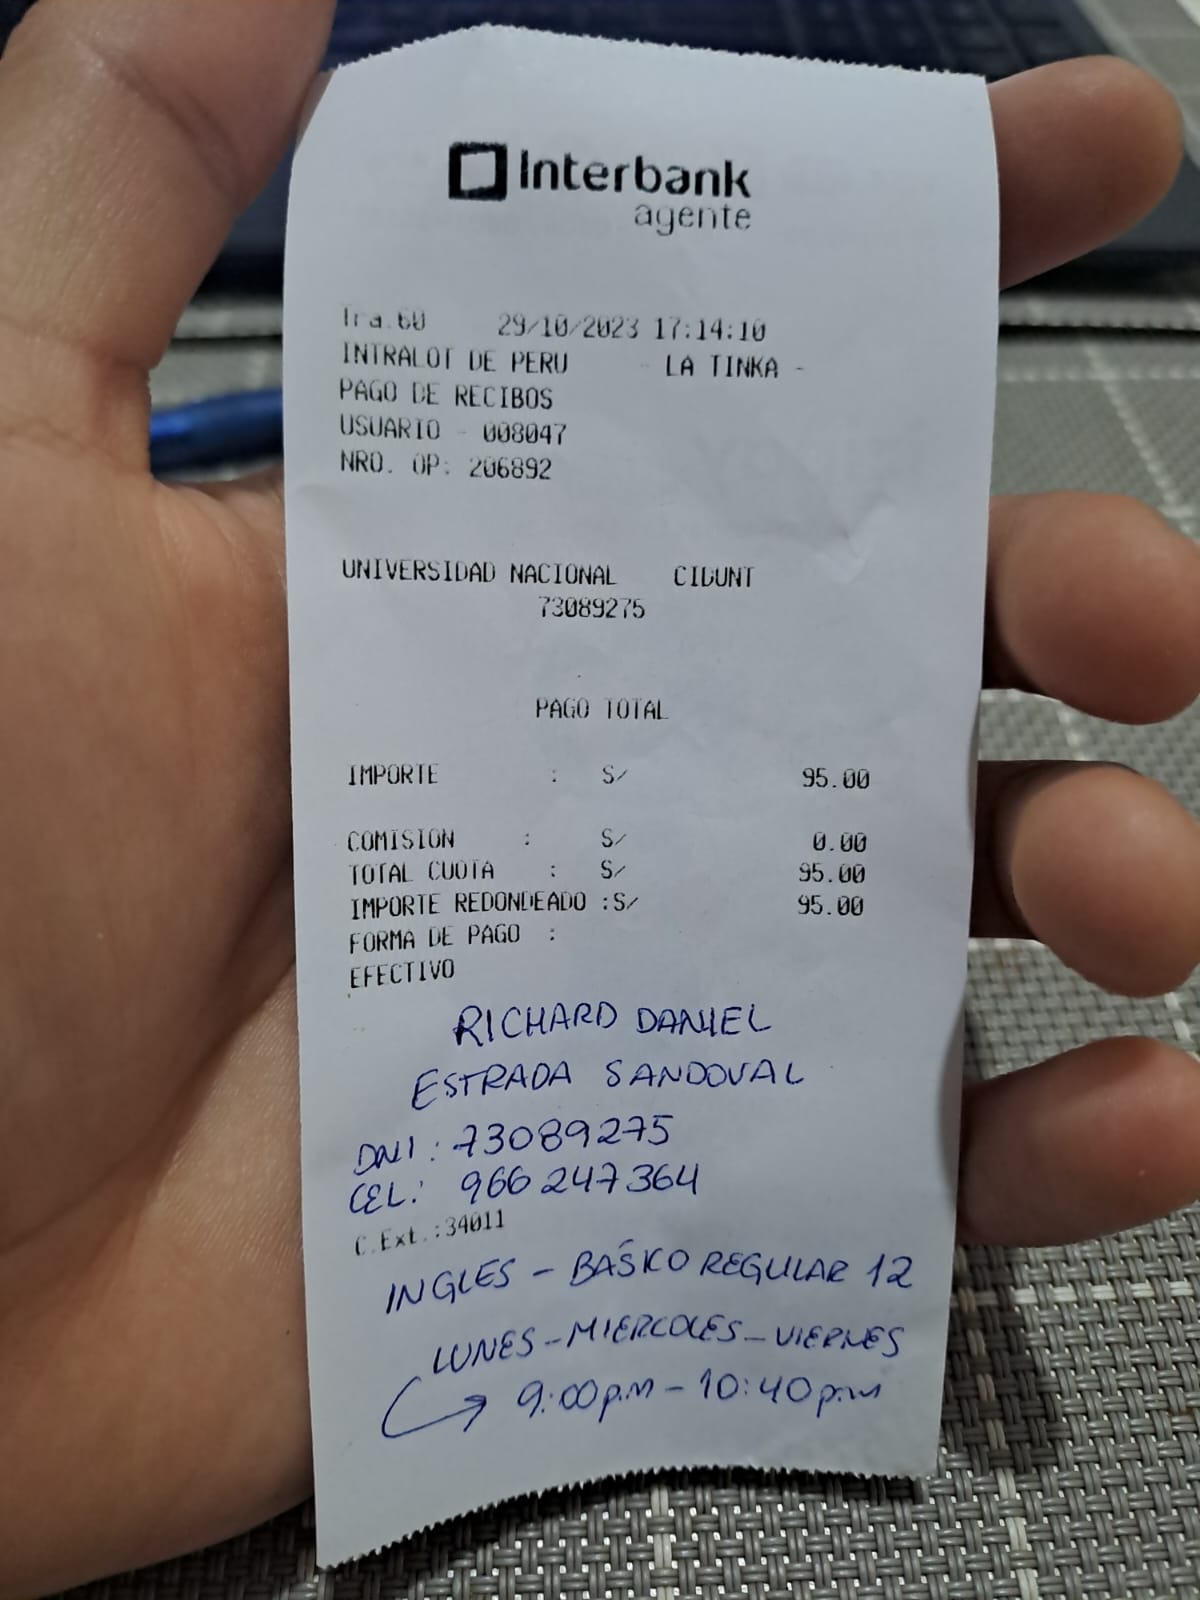 Interbank
agente
Tra.60 29/10/2023 17:14:10
INTRALOT DE PERU - LA TINKA -
PAGO DE RECIBOS
USUARIO - 008047
NRO. OP: 206892
UNIVERSIDAD NACIONAL CIDUNT
73089275
PAGO TOTAL
IMPORTE : S/ 95.00
COMISION : S/ 0.00
TOTAL CUOTA : S/ 95.00
IMPORTE REDONDEADO :S/ 95.00
FORMA DE PAGO :
EFECTIVO
RICHARD DANIEL
ESTRADA SANDOVAL
DNI: 73089275
CEL: 966247364
C.Ext.:34011
INGLES - BASICO REGULAR 12
LUNES-MIERCOLES-VIERNES
9:00p.m - 10:40p.m